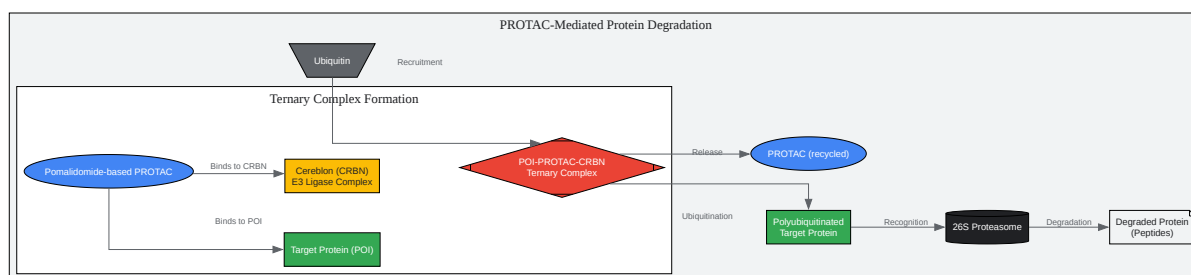 PROTAC-Mediated Protein Degradation
Ubiquitin
Recruitment
Ternary Complex Formation
Pomalidomide-based PROTAC
Binds to CRBN
Cereblon (CRBN)
E3 Ligase Complex
POI-PROTAC-CRBN
Ternary Complex
Release
PROTAC (recycled)
Binds to POI
Target Protein (POI)
Ubiquitination
Polyubiquitinated
Target Protein
Recognition
26S Proteasome
Degradation
Degraded Protein
(Peptides)